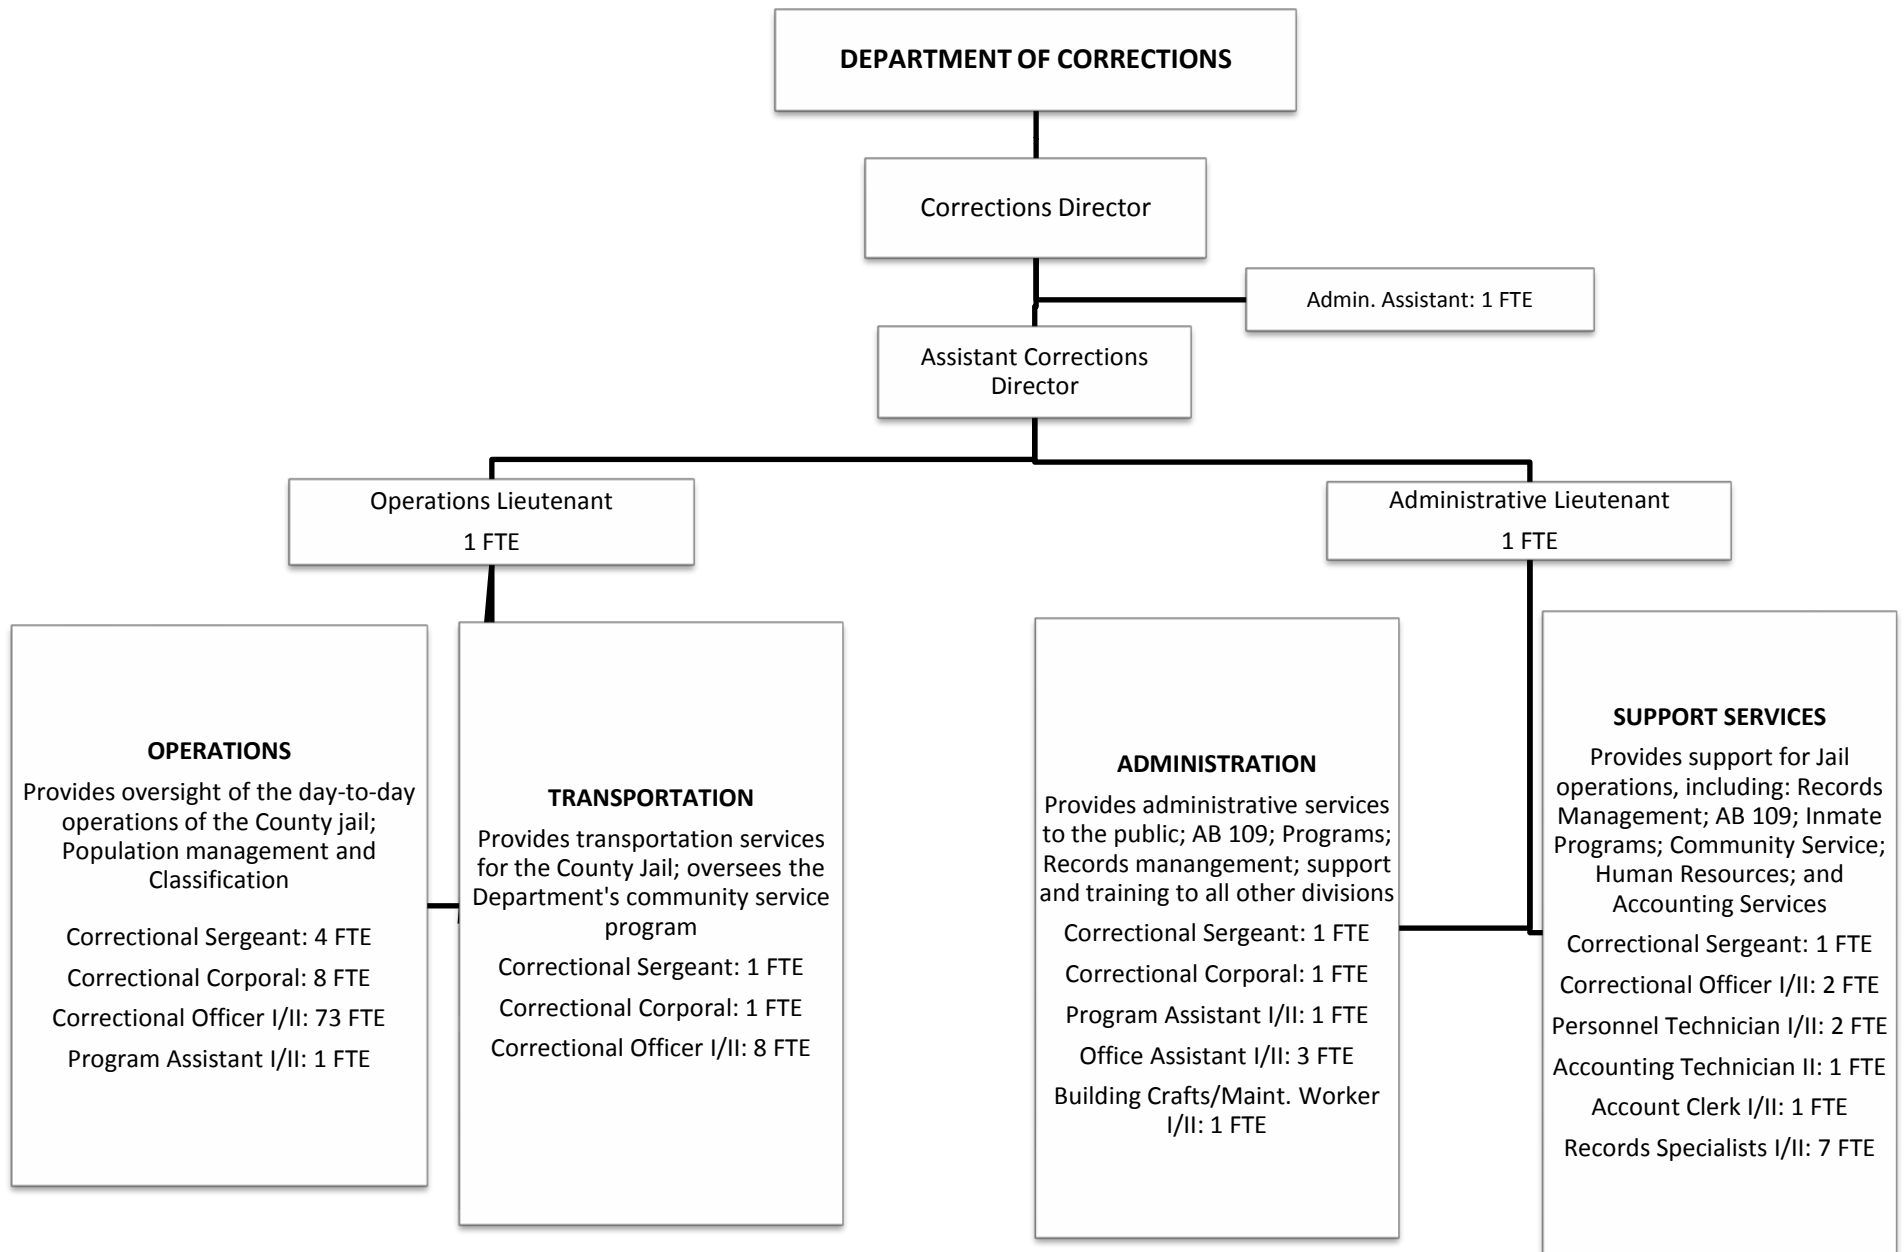 DEPARTMENT OF CORRECTIONS
Corrections Director
Admin. Assistant: 1 FTE
Assistant Corrections
Director
Operations Lieutenant
1 FTE
Administrative Lieutenant
1 FTE
OPERATIONS
Provides oversight of the day-to-day
operations of the County jail;
Population management and
Classification
Correctional Sergeant: 4 FTE
Correctional Corporal: 8 FTE
Correctional Officer I/II: 73 FTE
Program Assistant I/II: 1 FTE
TRANSPORTATION
Provides transportation services
for the County Jail; oversees the
Department's community service
program
Correctional Sergeant: 1 FTE
Correctional Corporal: 1 FTE
Correctional Officer I/II: 8 FTE
ADMINISTRATION
Provides administrative services
to the public; AB 109; Programs;
Records manangement; support
and training to all other divisions
Correctional Sergeant: 1 FTE
Correctional Corporal: 1 FTE
Program Assistant I/II: 1 FTE
Office Assistant I/II: 3 FTE
Building Crafts/Maint. Worker
I/II: 1 FTE
SUPPORT SERVICES
Provides support for Jail
operations, including: Records
Management; AB 109; Inmate
Programs; Community Service;
Human Resources; and
Accounting Services
Correctional Sergeant: 1 FTE
Correctional Officer I/II: 2 FTE
Personnel Technician I/II: 2 FTE
Accounting Technician II: 1 FTE
Account Clerk I/II: 1 FTE
Records Specialists I/II: 7 FTE